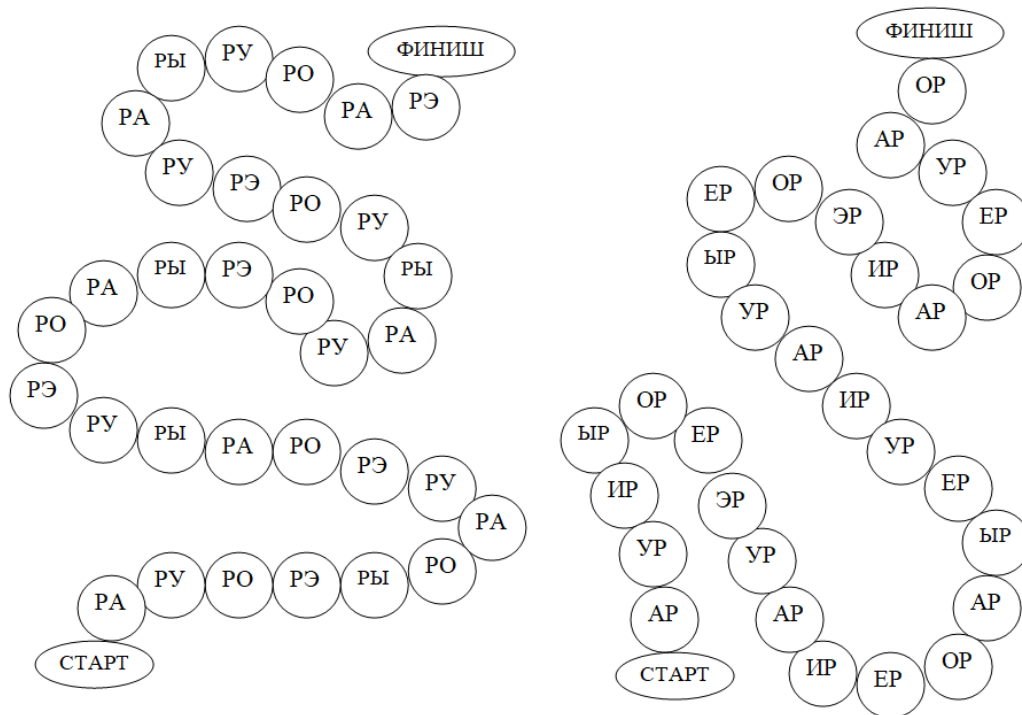 СТАРТ
РА
РУ
РО
РЭ
РЫ
РО
РА
РУ
РЭ
РО
РА
РЫ
РУ
РЭ
РО
РА
РЫ
РЭ
РО
РУ
РА
РЫ
РУ
РО
РЭ
РУ
РА
РЫ
РУ
РО
РА
РЭ
ФИНИШ
СТАРТ
АР
УР
ИР
ЫР
ОР
ЕР
ЭР
УР
АР
ИР
ЕР
ОР
АР
ЫР
ЕР
УР
ИР
АР
УР
ЫР
ЕР
ОР
ЭР
ИР
АР
ОР
ЕР
УР
АР
ОР
ФИНИШ